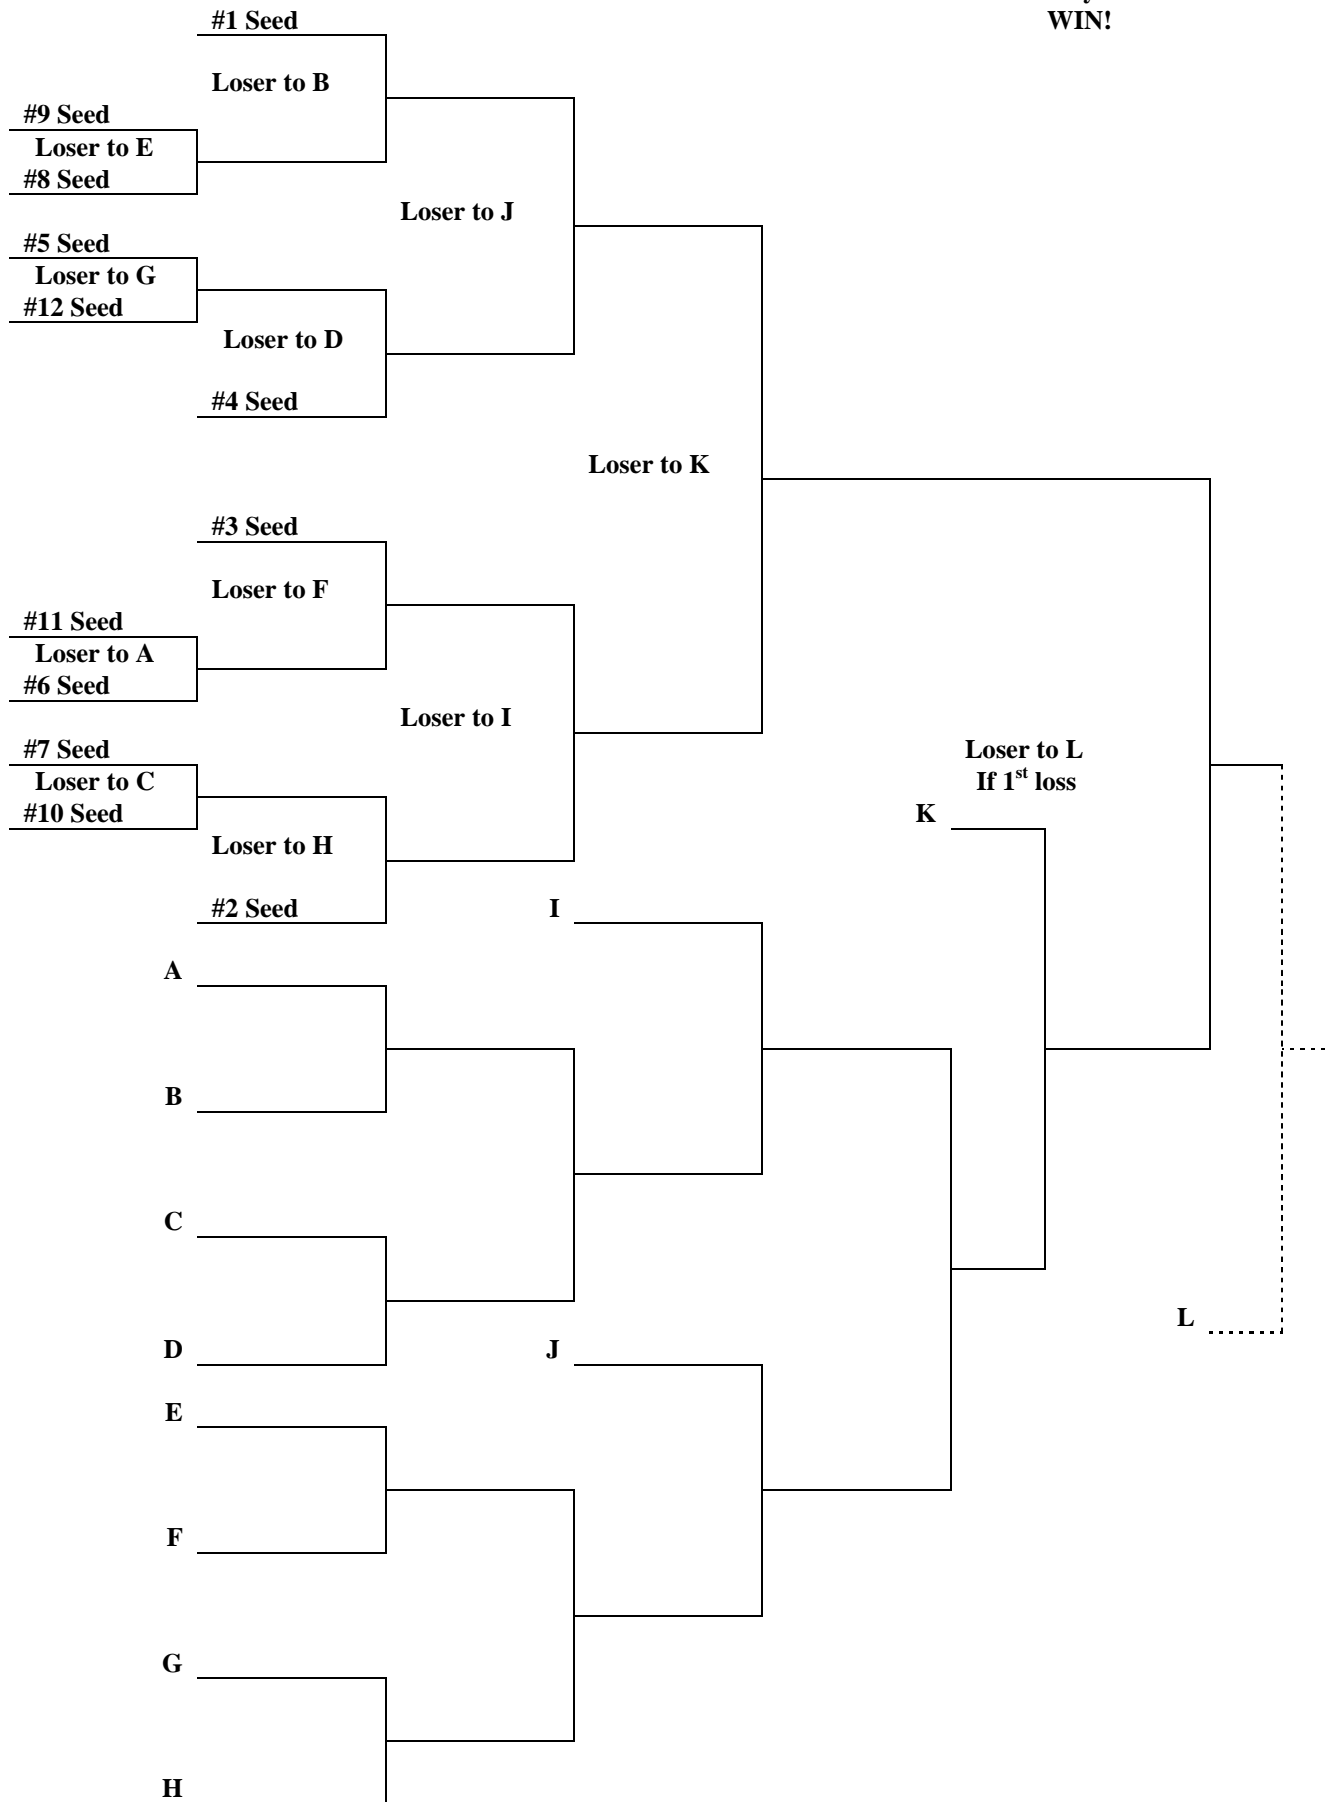 WIN!
#1 Seed
Loser to B
#9 Seed
Loser to E
#8 Seed
Loser to J
#5 Seed
Loser to G
#12 Seed
Loser to D
#4 Seed
Loser to K
#3 Seed
Loser to F
#11 Seed
Loser to A
#6 Seed
Loser to I
#7 Seed
Loser to C
#10 Seed
Loser to H
#2 Seed
Loser to L
If 1st loss
K
I
A
B
C
D
J
L
E
F
G
H